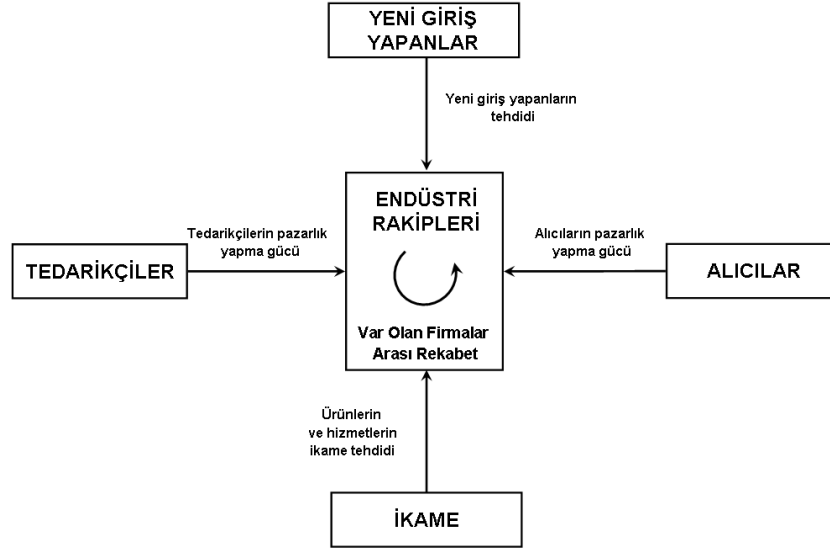 YENİ GİRİŞ
YAPANLAR
Yeni giriş yapanların
tehdidi
ENDÜSTRİ
RAKİPLERİ
Tedarikçilerin pazarlık
yapma gücü
Alıcıların pazarlık
yapma gücü
TEDARİKÇİLER
ALICILAR
Var Olan Firmalar
Arası Rekabet
Ürünlerin
ve hizmetlerin
ikame tehdidi
İKAME